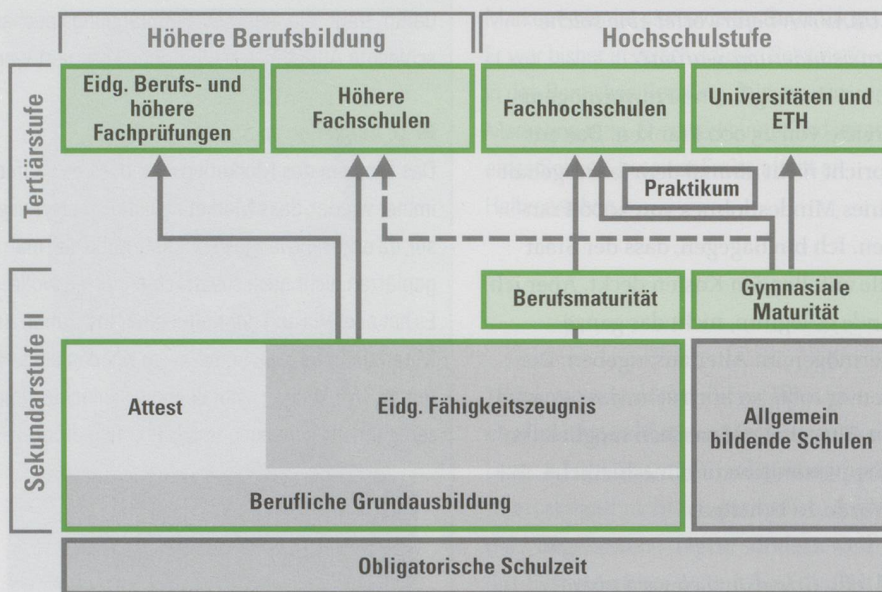 Höhere Berufsbildung
Hochschulstufe
Tertiärstufe
Eidg. Berufs- und
höhere
Fachprüfungen
Höhere
Fachschulen
Fachhochschulen
Universitäten und
ETH
Praktikum
Sekundarstufe II
Berufsmaturität
Gymnasiale
Maturität
Attest
Eidg. Fähigkeitszeugnis
Allgemein
bildende Schulen
Berufliche Grundausbildung
Obligatorische Schulzeit